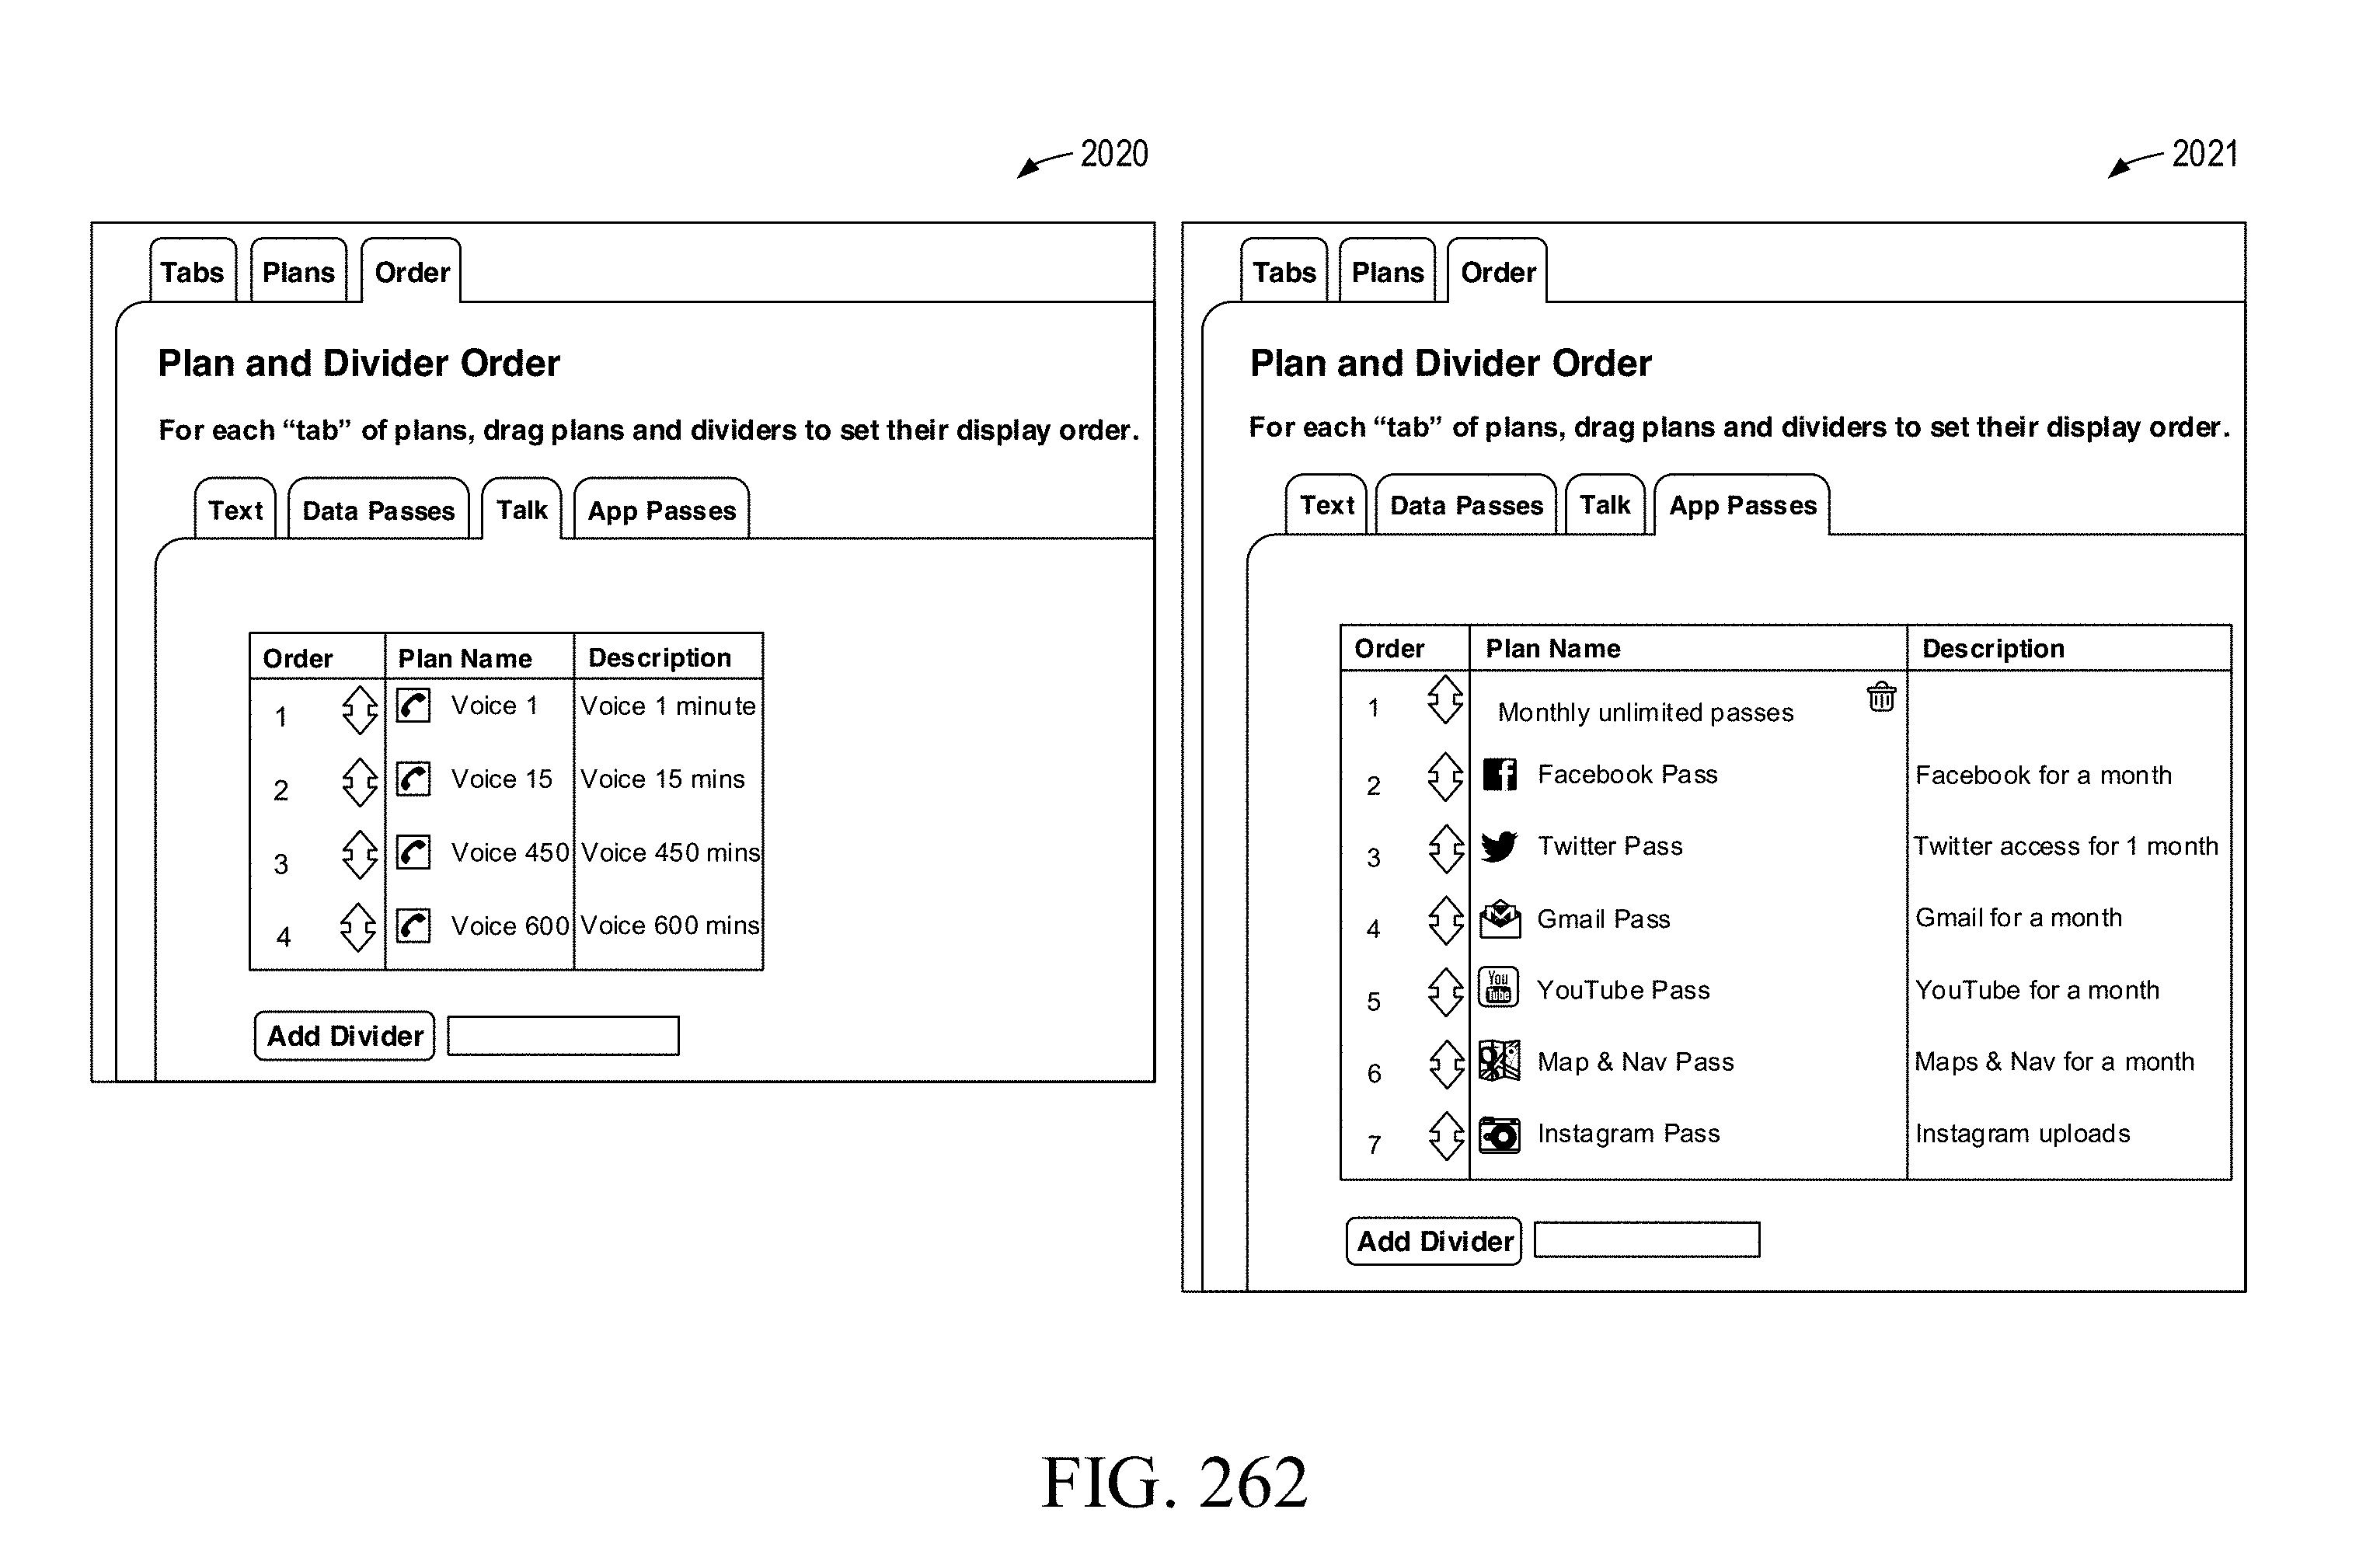 2020
Tabs Plans Order
Plan and Divider Order
For each “tab” of plans, drag plans and dividers to set their display order.
Text Data Passes Talk App Passes
Order Plan Name Description
1 Voice 1 Voice 1 minute
2 Voice 15 Voice 15 mins
3 Voice 450 Voice 450 mins
4 Voice 600 Voice 600 mins
Add Divider
2021
Tabs Plans Order
Plan and Divider Order
For each “tab” of plans, drag plans and dividers to set their display order.
Text Data Passes Talk App Passes
Order Plan Name Description
1 Monthly unlimited passes
2 f Facebook Pass Facebook for a month
3 Twitter Pass Twitter access for 1 month
4 M Gmail Pass Gmail for a month
5 You Tube YouTube Pass YouTube for a month
6 Map & Nav Pass Maps & Nav for a month
7 Instagram Pass Instagram uploads
Add Divider
FIG. 262